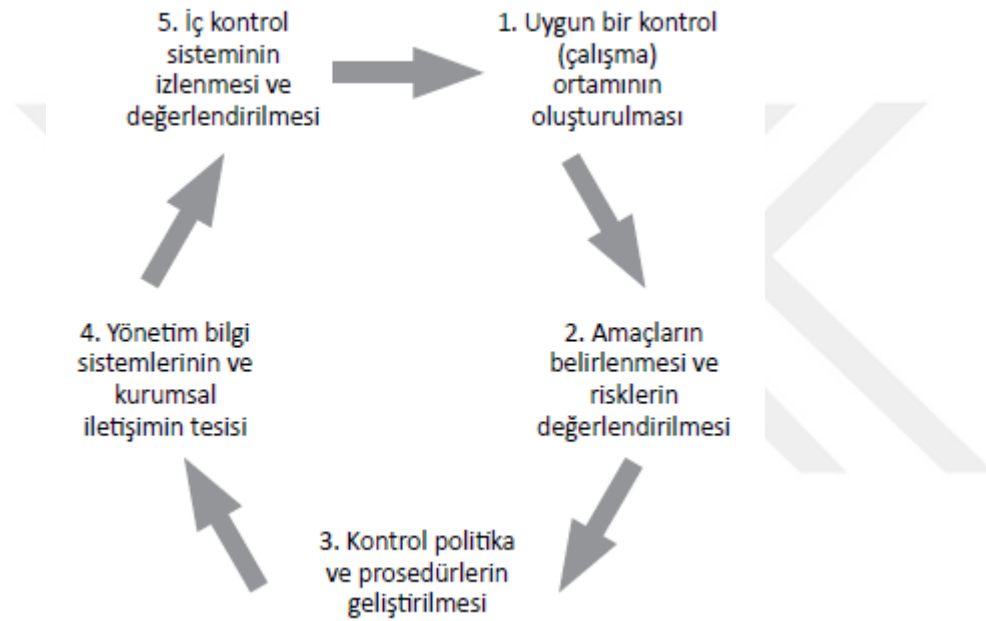 5. İç kontrol
sisteminin
izlenmesi ve
değerlendirilmesi
1. Uygun bir kontrol
(çalışma)
ortamının
oluşturulması
2. Amaçların
belirlenmesi ve
risklerin
değerlendirilmesi
3. Kontrol politika
ve prosedürlerin
geliştirilmesi
4. Yönetim bilgi
sistemlerinin ve
kurumsal
iletişimin tesisi